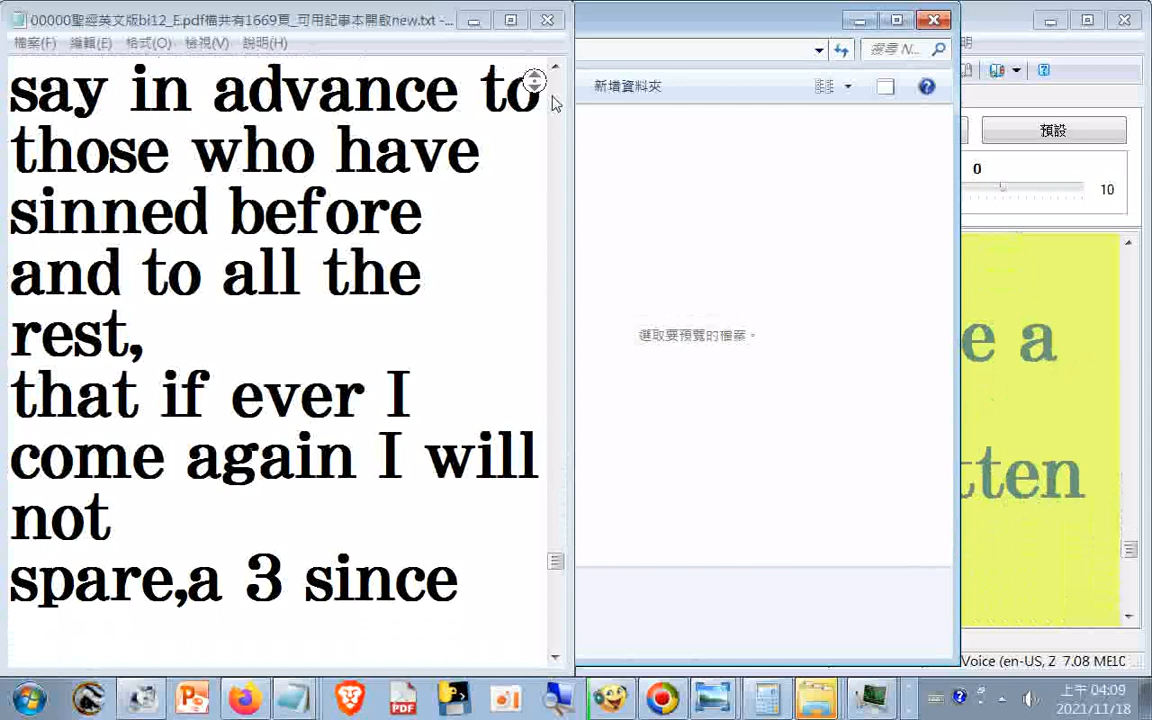 00000聖經英文版bi12_E.pdf檔共有1669頁_可用記事本開啟new.txt -...
檔案(F) 編輯(E) 格式(O) 檢視(V) 說明(H)
say in advance to
those who have
sinned before
and to all the
rest,
that if ever I
come again I will
not
spare,a 3 since
搜尋 N...
新增資料夾
選取要預覽的檔案。
明
預設
0
10
e a
tten
Voice (en-US, Z 7.08 ME1C
PDF
上午 04:09
2021/11/18